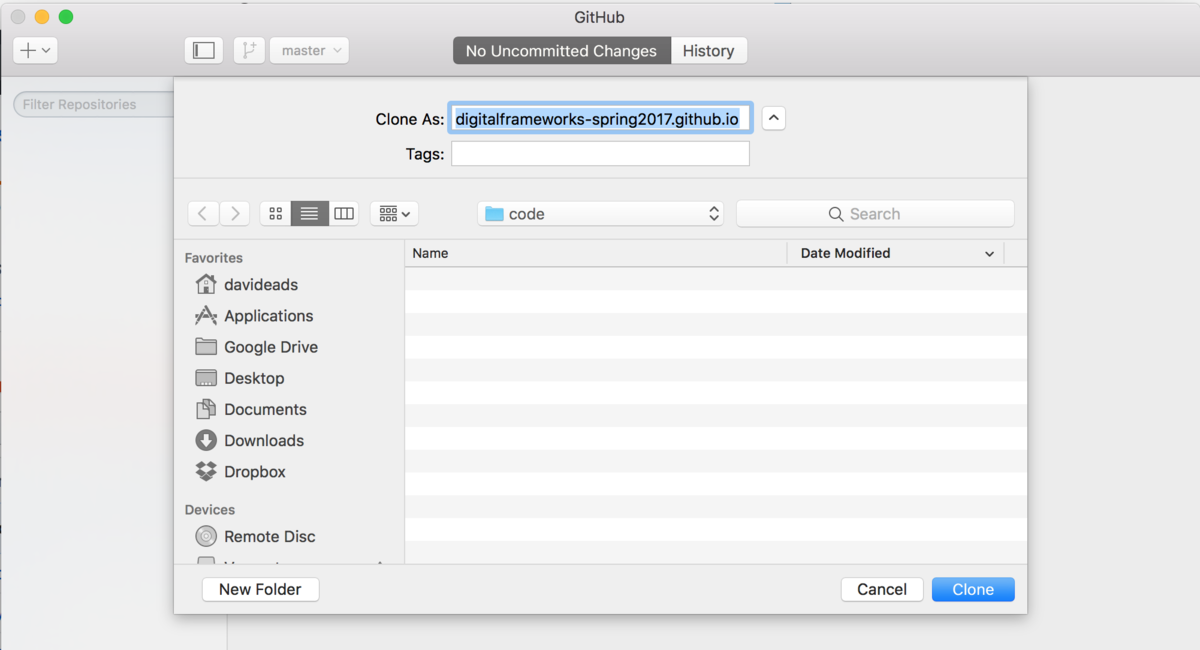 GitHub
master
No Uncommitted Changes
History
Filter Repositories
Clone As: digitalframeworks-spring2017.github.io
Tags:
code
Search
Favorites
davideads
Applications
Google Drive
Desktop
Documents
Downloads
Dropbox
Devices
Remote Disc
Name
Date Modified
New Folder
Cancel
Clone